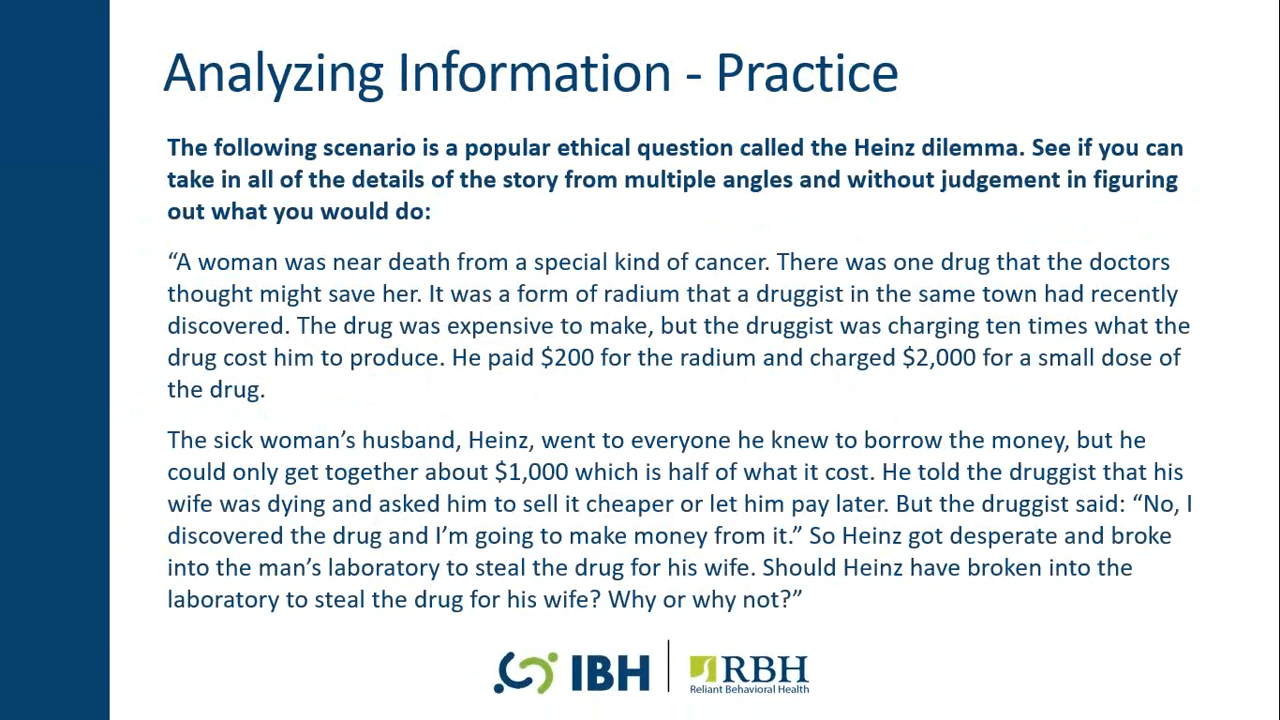 Analyzing Information - Practice
The following scenario is a popular ethical question called the Heinz dilemma. See if you can
take in all of the details of the story from multiple angles and without judgement in figuring
out what you would do:
“A woman was near death from a special kind of cancer. There was one drug that the doctors
thought might save her. It was a form of radium that a druggist in the same town had recently
discovered. The drug was expensive to make, but the druggist was charging ten times what the
drug cost him to produce. He paid $200 for the radium and charged $2,000 for a small dose of
the drug.
The sick woman’s husband, Heinz, went to everyone he knew to borrow the money, but he
could only get together about $1,000 which is half of what it cost. He told the druggist that his
wife was dying and asked him to sell it cheaper or let him pay later. But the druggist said: “No, I
discovered the drug and I’m going to make money from it.” So Heinz got desperate and broke
into the man’s laboratory to steal the drug for his wife. Should Heinz have broken into the
laboratory to steal the drug for his wife? Why or why not?”
IBH
RBH
Reliant Behavioral Health